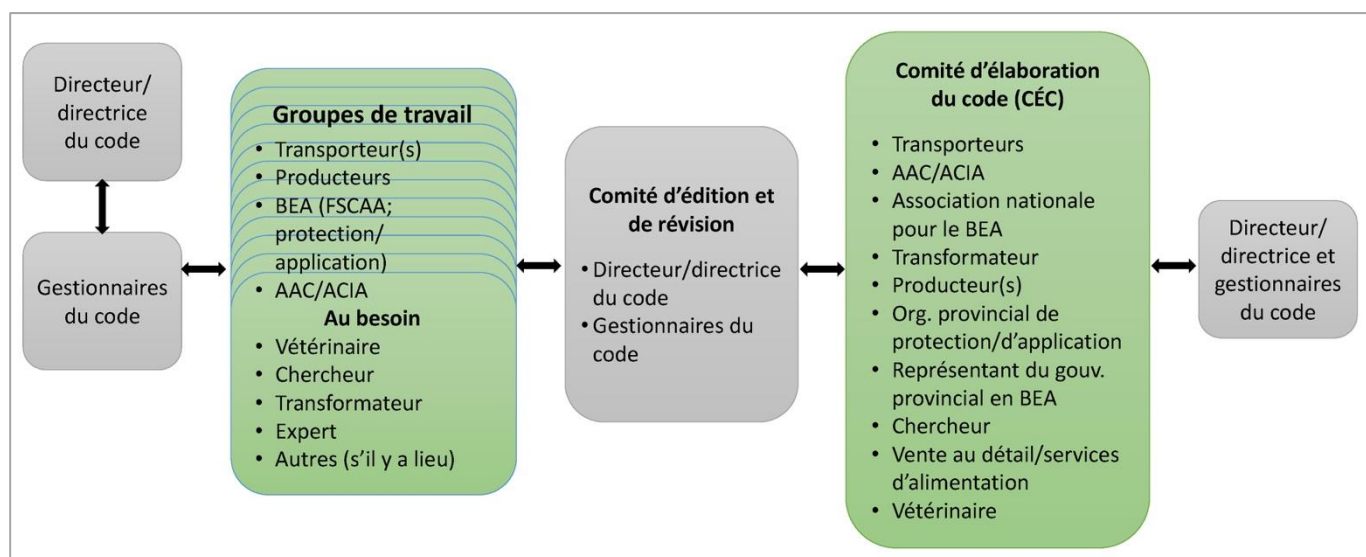 Directeur/
directrice
du code
Gestionnaires
du code
Groupes de travail
• Transporteur(s)
• Producteurs
• BEA (FSCAA;
protection/
application)
• AAC/ACIA
Au besoin
• Vétérinaire
• Chercheur
• Transformateur
• Expert
• Autres (s’il y a lieu)
Comité d’édition et
de révision
• Directeur/directrice
du code
• Gestionnaires du
code
Comité d’élaboration
du code (CÉC)
• Transporteurs
• AAC/ACIA
• Association nationale
pour le BEA
• Transformateur
• Producteur(s)
• Org. provincial de
protection/d’application
• Représentant du gouv.
provincial en BEA
• Chercheur
• Vente au détail/services
d’alimentation
• Vétérinaire
Directeur/
directrice et
gestionnaires
du code